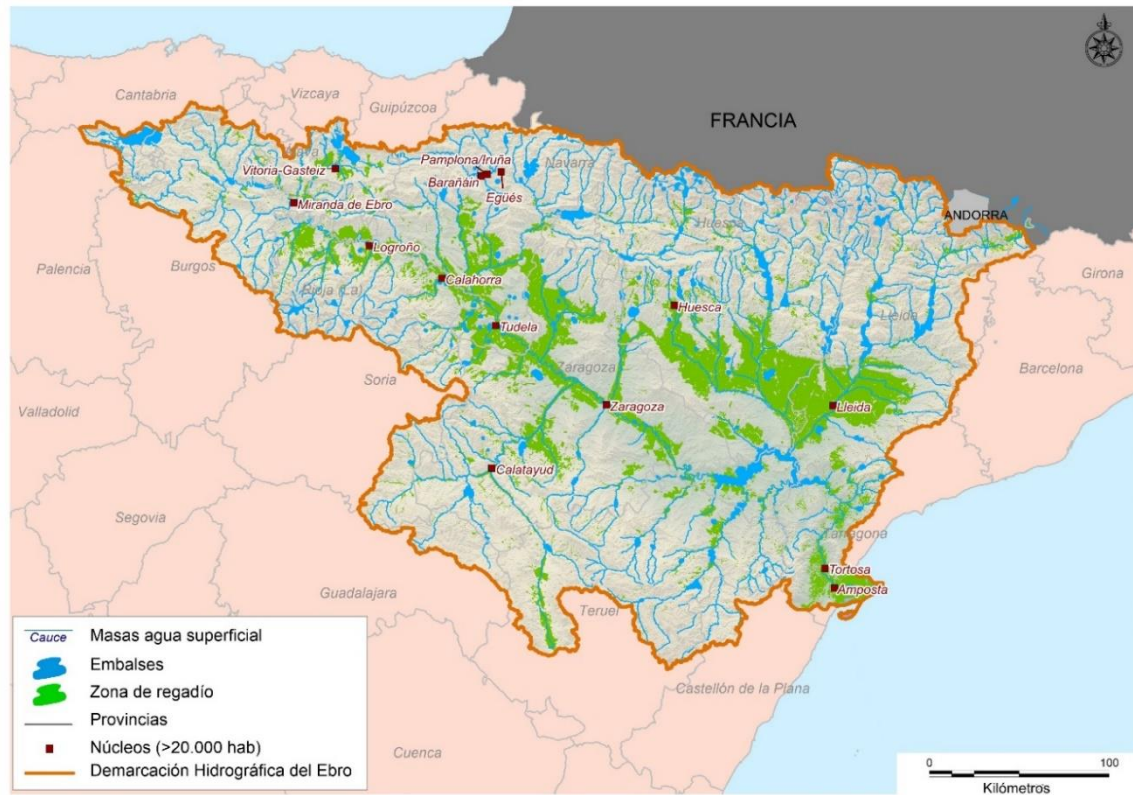 Cantabria
Vizcaya
Guipúzcoa
FRANCIA
Pamplona/Iruña
Navarra
Vitoria-Gasteiz
Barañáin
Egüés
Miranda de Ebro
ANDORRA
Huesca
Palencia
Burgos
Logroño
Girona
Calahorra
Rioja (La)
Huesca
Lleida
Tudela
Soria
Zaragoza
Barcelona
Valladolid
Zaragoza
Lleida
Calatayud
Segovia
Tarragona
Tortosa
Amposta
Guadalajara
Teruel
Castellón de la Plana
Cuenca
Cauce Masas agua superficial
Embalses
Zona de regadío
Provincias
Núcleos (>20.000 hab)
Demarcación Hidrográfica del Ebro
0 100
Kilómetros